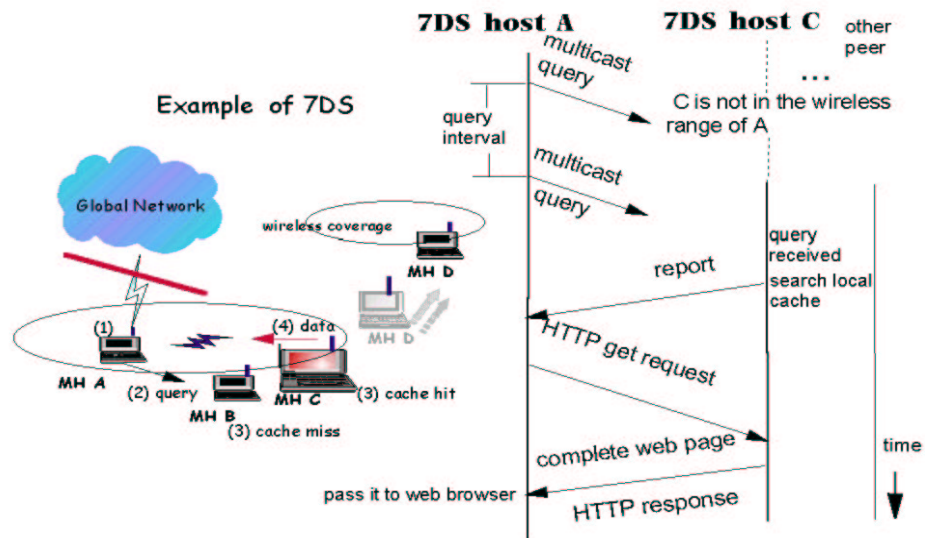 Example of 7DS
Global Network
wireless coverage
MH D
MH D
(1)
(4) data
MH A
(2) query
MH B
MH C
(3) cache hit
(3) cache miss
7DS host A
7DS host C
other
peer
...
multicast
query
C is not in the wireless
range of A
query
interval
multicast
query
query
received
search local
cache
report
HTTP get request
complete web page
time
pass it to web browser
HTTP response